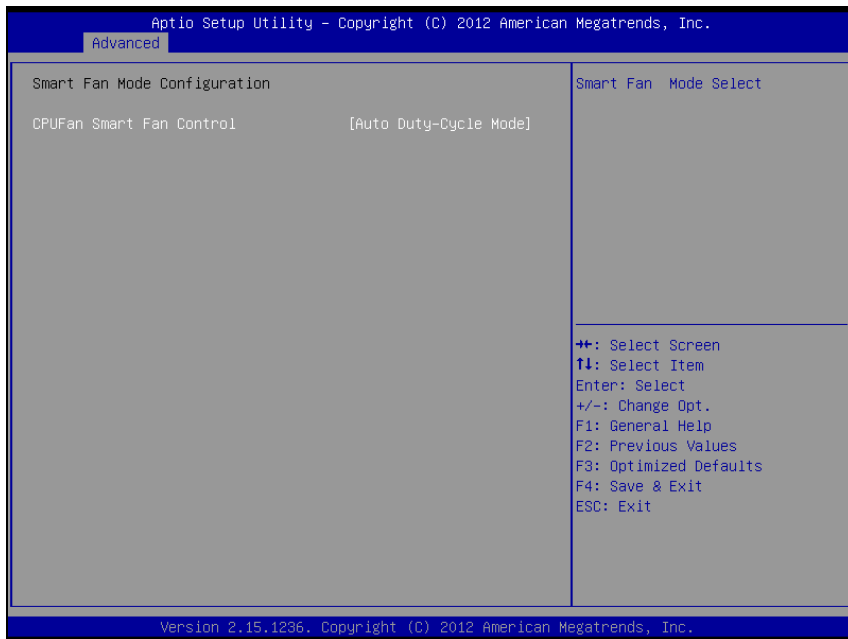 Aptio Setup Utility – Copyright (C) 2012 American Megatrends, Inc.
Advanced
Smart Fan Mode Configuration
CPUFan Smart Fan Control [Auto Duty-Cycle Mode]
Smart Fan Mode Select
→←: Select Screen
↑↓: Select Item
Enter: Select
+/-: Change Opt.
F1: General Help
F2: Previous Values
F3: Optimized Defaults
F4: Save & Exit
ESC: Exit
Version 2.15.1236. Copyright (C) 2012 American Megatrends, Inc.